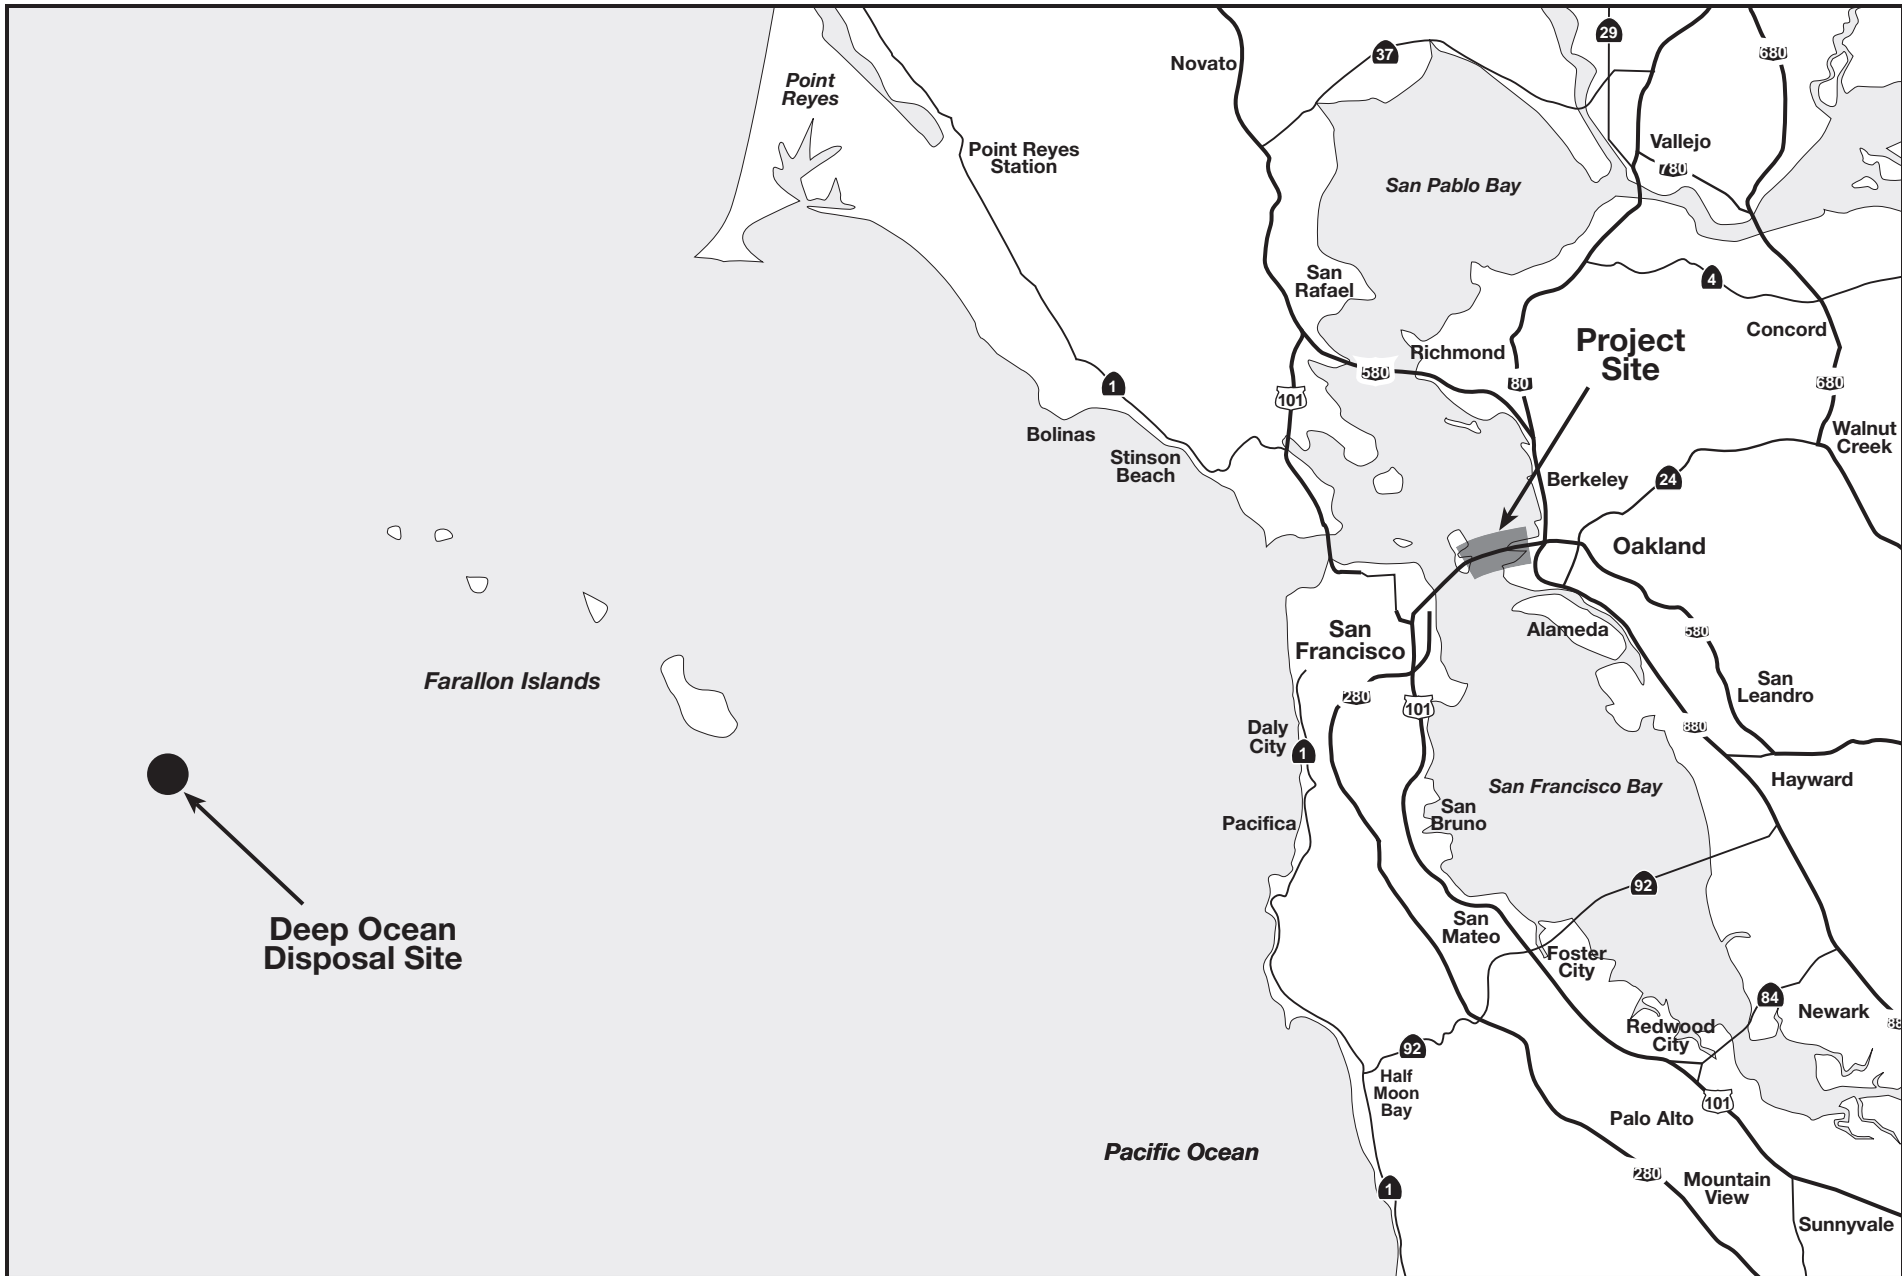 29
680
37
Novato
Point
Reyes
Vallejo
Point Reyes
Station
780
San Pablo Bay
San
Rafael
4
Concord
Project
Site
Richmond
580
80
680
1
101
Bolinas
Walnut
Creek
Stinson
Beach
Berkeley
24
Oakland
Alameda
580
San
Francisco
Farallon Islands
San
Leandro
280
101
880
Daly
City
1
Hayward
San Francisco Bay
San
Bruno
Pacifica
92
Deep Ocean
Disposal Site
San
Mateo
Foster
City
84
Newark
88
Redwood
City
92
Half
Moon
Bay
101
Palo Alto
Pacific Ocean
280
Mountain
View
1
Sunnyvale